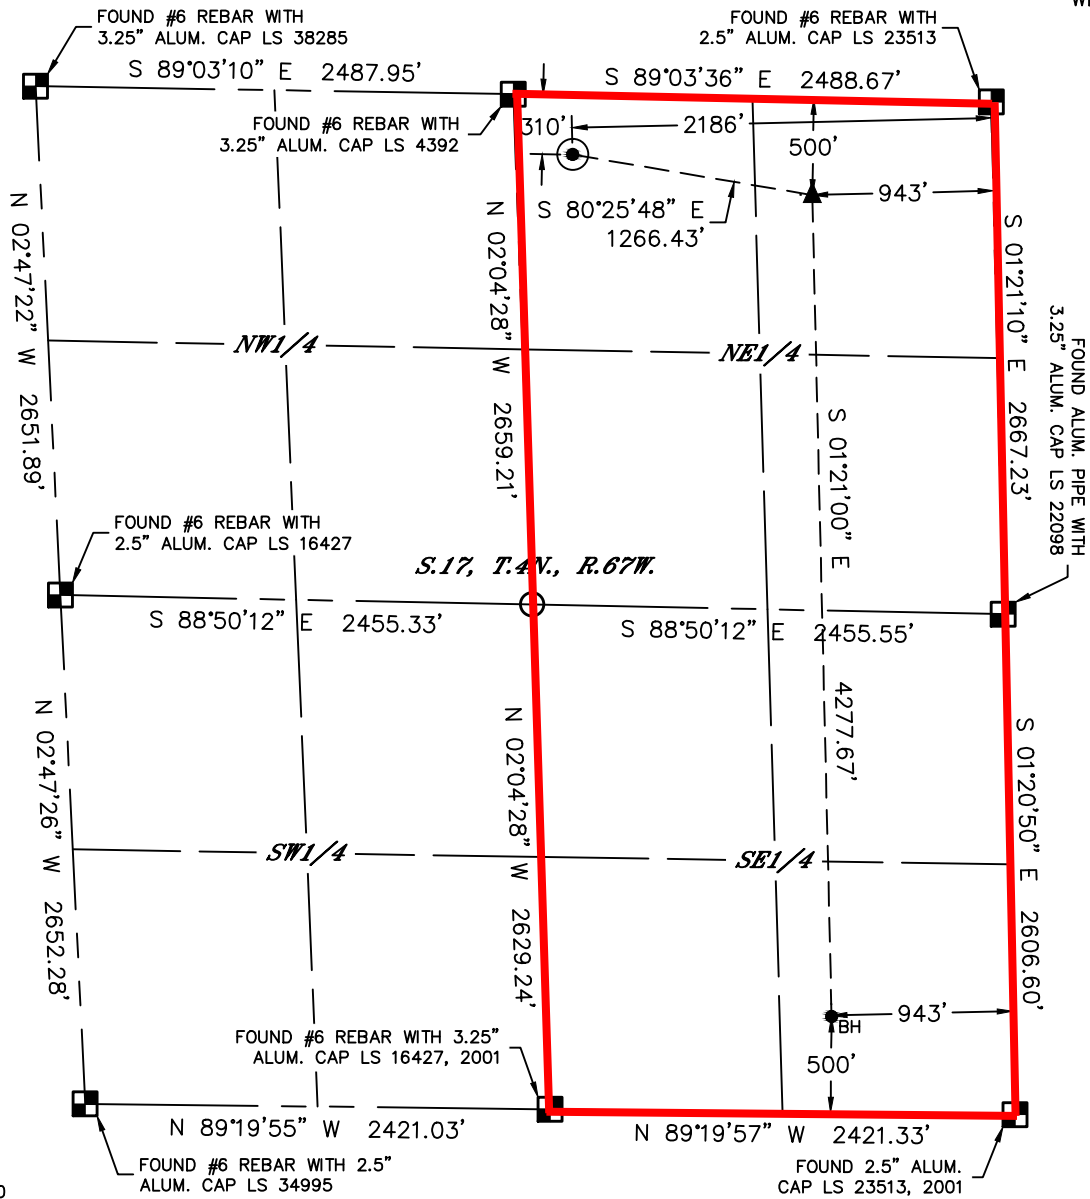 FOUND #6 REBAR WITH
3.25" ALUM. CAP LS 38285
FOUND #6 REBAR WITH
2.5" ALUM. CAP LS 23513
S 89°03'10" E 2487.95'
S 89°03'36" E 2488.67'
FOUND #6 REBAR WITH
3.25" ALUM. CAP LS 4392
310'
2186'
500'
943'
S 80°25'48" E
1266.43'
N 02°47'22" W 2651.89'
N 02°04'28" W 2659.21'
S 01°21'10" E 2667.23'
FOUND ALUM. PIPE WITH
3.25" ALUM. CAP LS 22098
NW1/4
NE1/4
S 01°21'00" E 4277.67'
FOUND #6 REBAR WITH
2.5" ALUM. CAP LS 16427
S.17, T.4N., R.67W.
S 88°50'12" E 2455.33'
S 88°50'12" E 2455.55'
N 02°47'26" W 2652.28'
N 02°04'28" W 2629.24'
S 01°20'50" E 2606.60'
SW1/4
SE1/4
943'
BH
500'
FOUND #6 REBAR WITH 3.25"
ALUM. CAP LS 16427, 2001
N 89°19'55" W 2421.03'
N 89°19'57" W 2421.33'
FOUND #6 REBAR WITH 2.5"
ALUM. CAP LS 34995
FOUND 2.5" ALUM.
CAP LS 23513, 2001